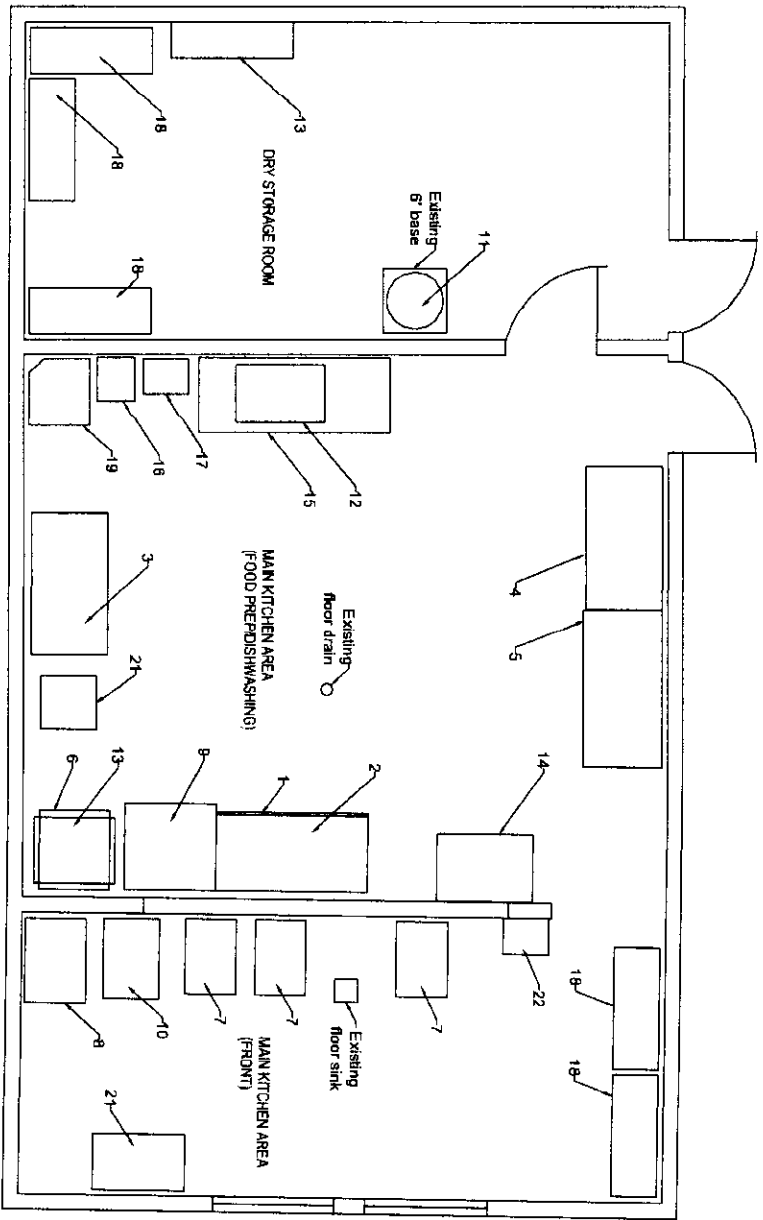 13
18
18
18
DRY STORAGE ROOM
Existing
6' base
11
4
5
14
2
1
9
13
6
12
15
17
16
19
3
21
Existing
floor drain
MAIN KITCHEN AREA
(FOOD PREP/DISHWASHING)
18
18
22
7
Existing
floor sink
7
7
10
8
MAIN KITCHEN AREA
(FRONT)
21